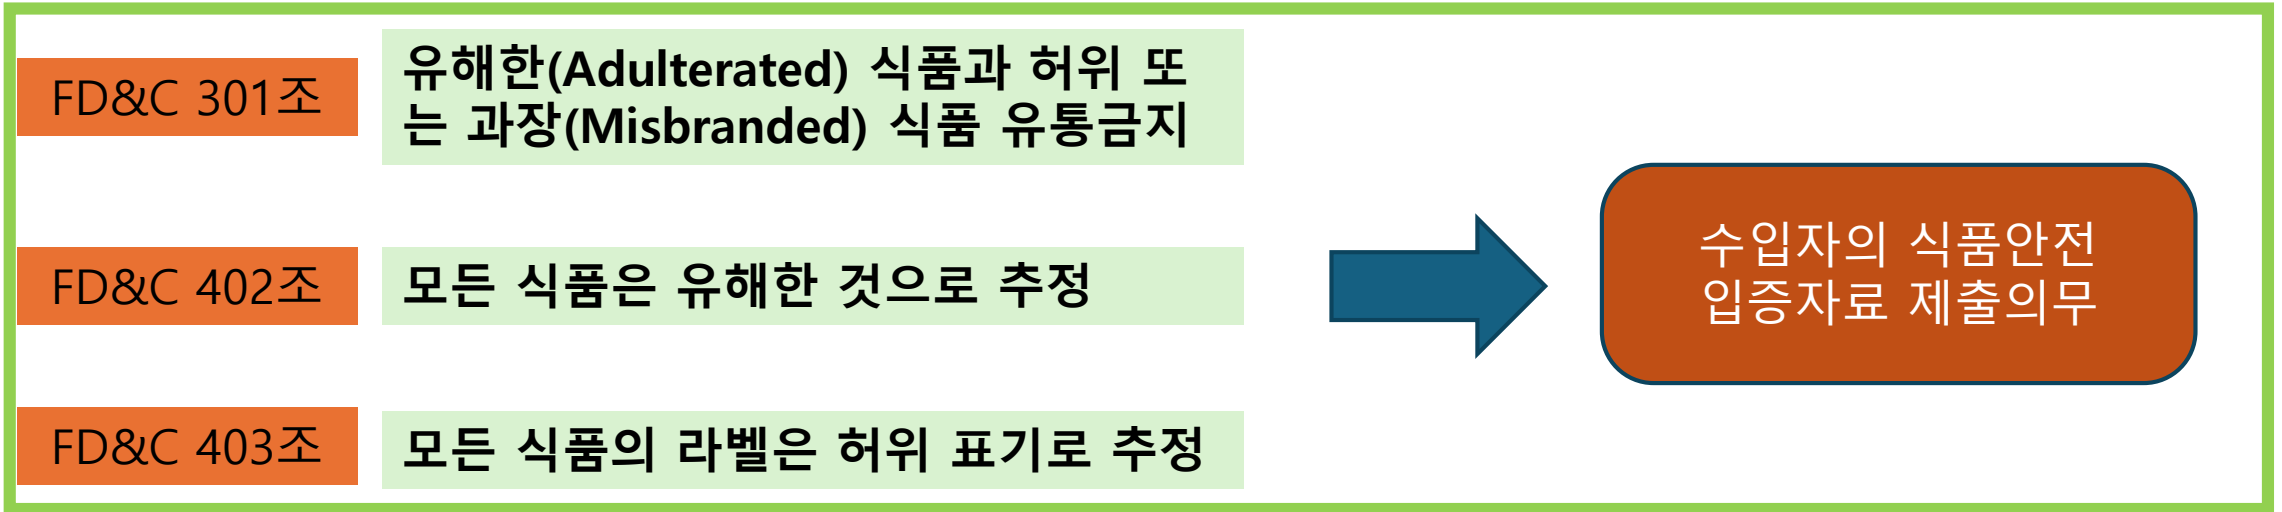 FD&C 301조
유해한(Adulterated) 식품과 허위 또
는 과장(Misbranded) 식품 유통금지
FD&C 402조
모든 식품은 유해한 것으로 추정
FD&C 403조
모든 식품의 라벨은 허위 표기로 추정
수입자의 식품안전
입증자료 제출의무